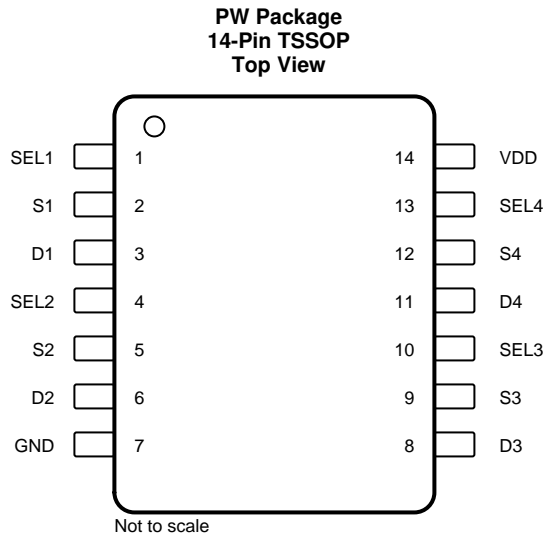 PW Package
14-Pin TSSOP
Top View
SEL1 1 14 VDD
S1 2 13 SEL4
D1 3 12 S4
SEL2 4 11 D4
S2 5 10 SEL3
D2 6 9 S3
GND 7 8 D3
Not to scale